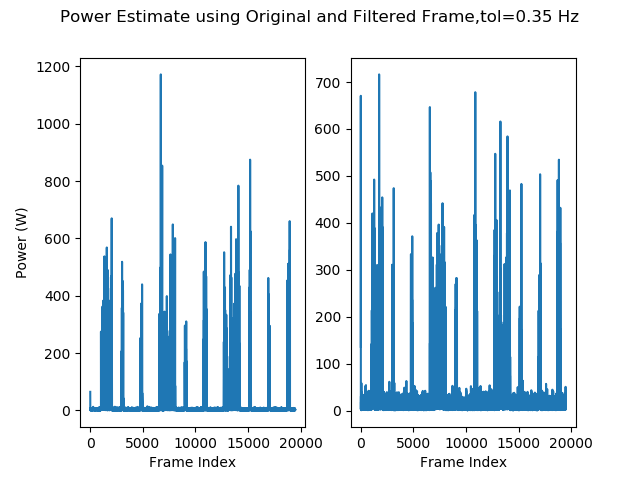 Power Estimate using Original and Filtered Frame,tol=0.35 Hz
Power (W)
1200
1000
800
600
400
200
0
0 5000 10000 15000 20000
Frame Index
700
600
500
400
300
200
100
0
0 5000 10000 15000 20000
Frame Index